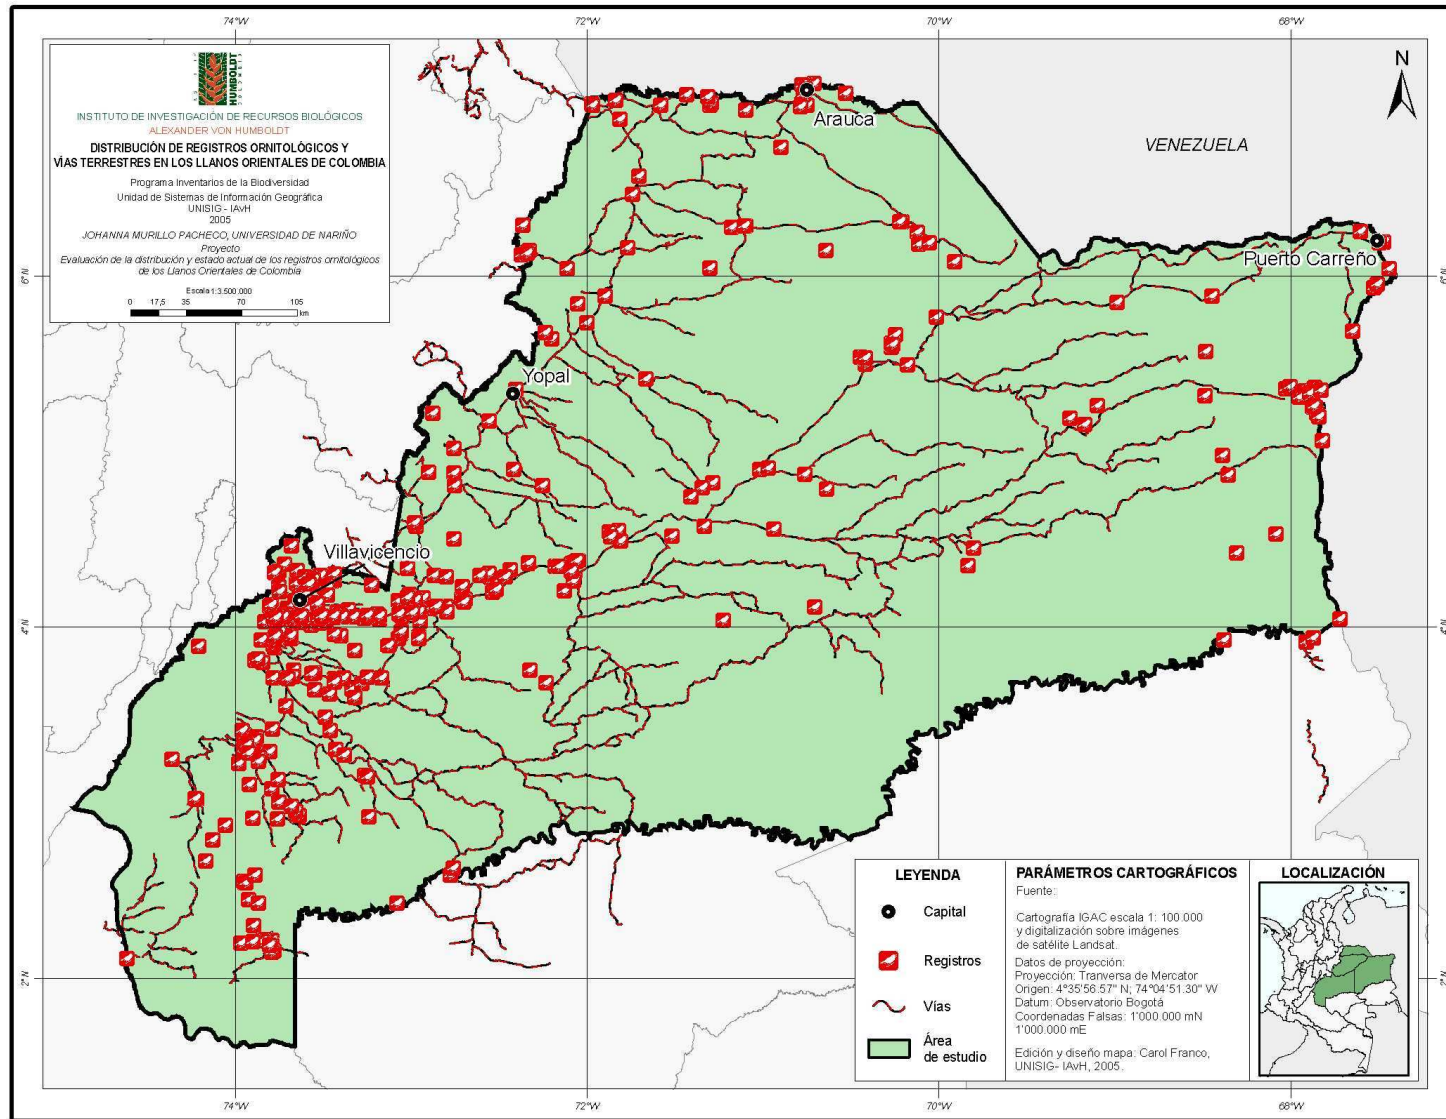 74°W 72°W 70°W 68°W
HUMBOLDT
COLOMBIA
INSTITUTO DE INVESTIGACIÓN DE RECURSOS BIOLÓGICOS
ALEXANDER VON HUMBOLDT
DISTRIBUCIÓN DE REGISTROS ORNITOLÓGICOS Y
VÍAS TERRESTRES EN LOS LLANOS ORIENTALES DE COLOMBIA
Programa Inventarios de la Biodiversidad
Unidad de Sistemas de Información Geográfica
UNISIG - IAvH
2005
JOHANNA MURILLO PACHECO, UNIVERSIDAD DE NARIÑO
Proyecto
Evaluación de la distribución y estado actual de los registros ornitológicos
de los Llanos Orientales de Colombia
Escala 1:3.500.000
0 17,5 35 70 105
km
N
Arauca
VENEZUELA
Puerto Carreño
6°N 6°N
Yopal
Villavicencio
4°N 4°N
2°N 2°N
LEYENDA
Capital
Registros
Vías
Área
de estudio
PARÁMETROS CARTOGRÁFICOS
Fuente:
Cartografía IGAC escala 1: 100.000
y digitalización sobre imágenes
de satélite Landsat.
Datos de proyección:
Proyección: Tranversa de Mercator
Origen: 4°35'56.57" N; 74°04'51.30" W
Datum: Observatorio Bogotá
Coordenadas Falsas: 1'000.000 mN
1'000.000 mE
Edición y diseño mapa: Carol Franco,
UNISIG- IAvH, 2005.
LOCALIZACIÓN
74°W 72°W 70°W 68°W